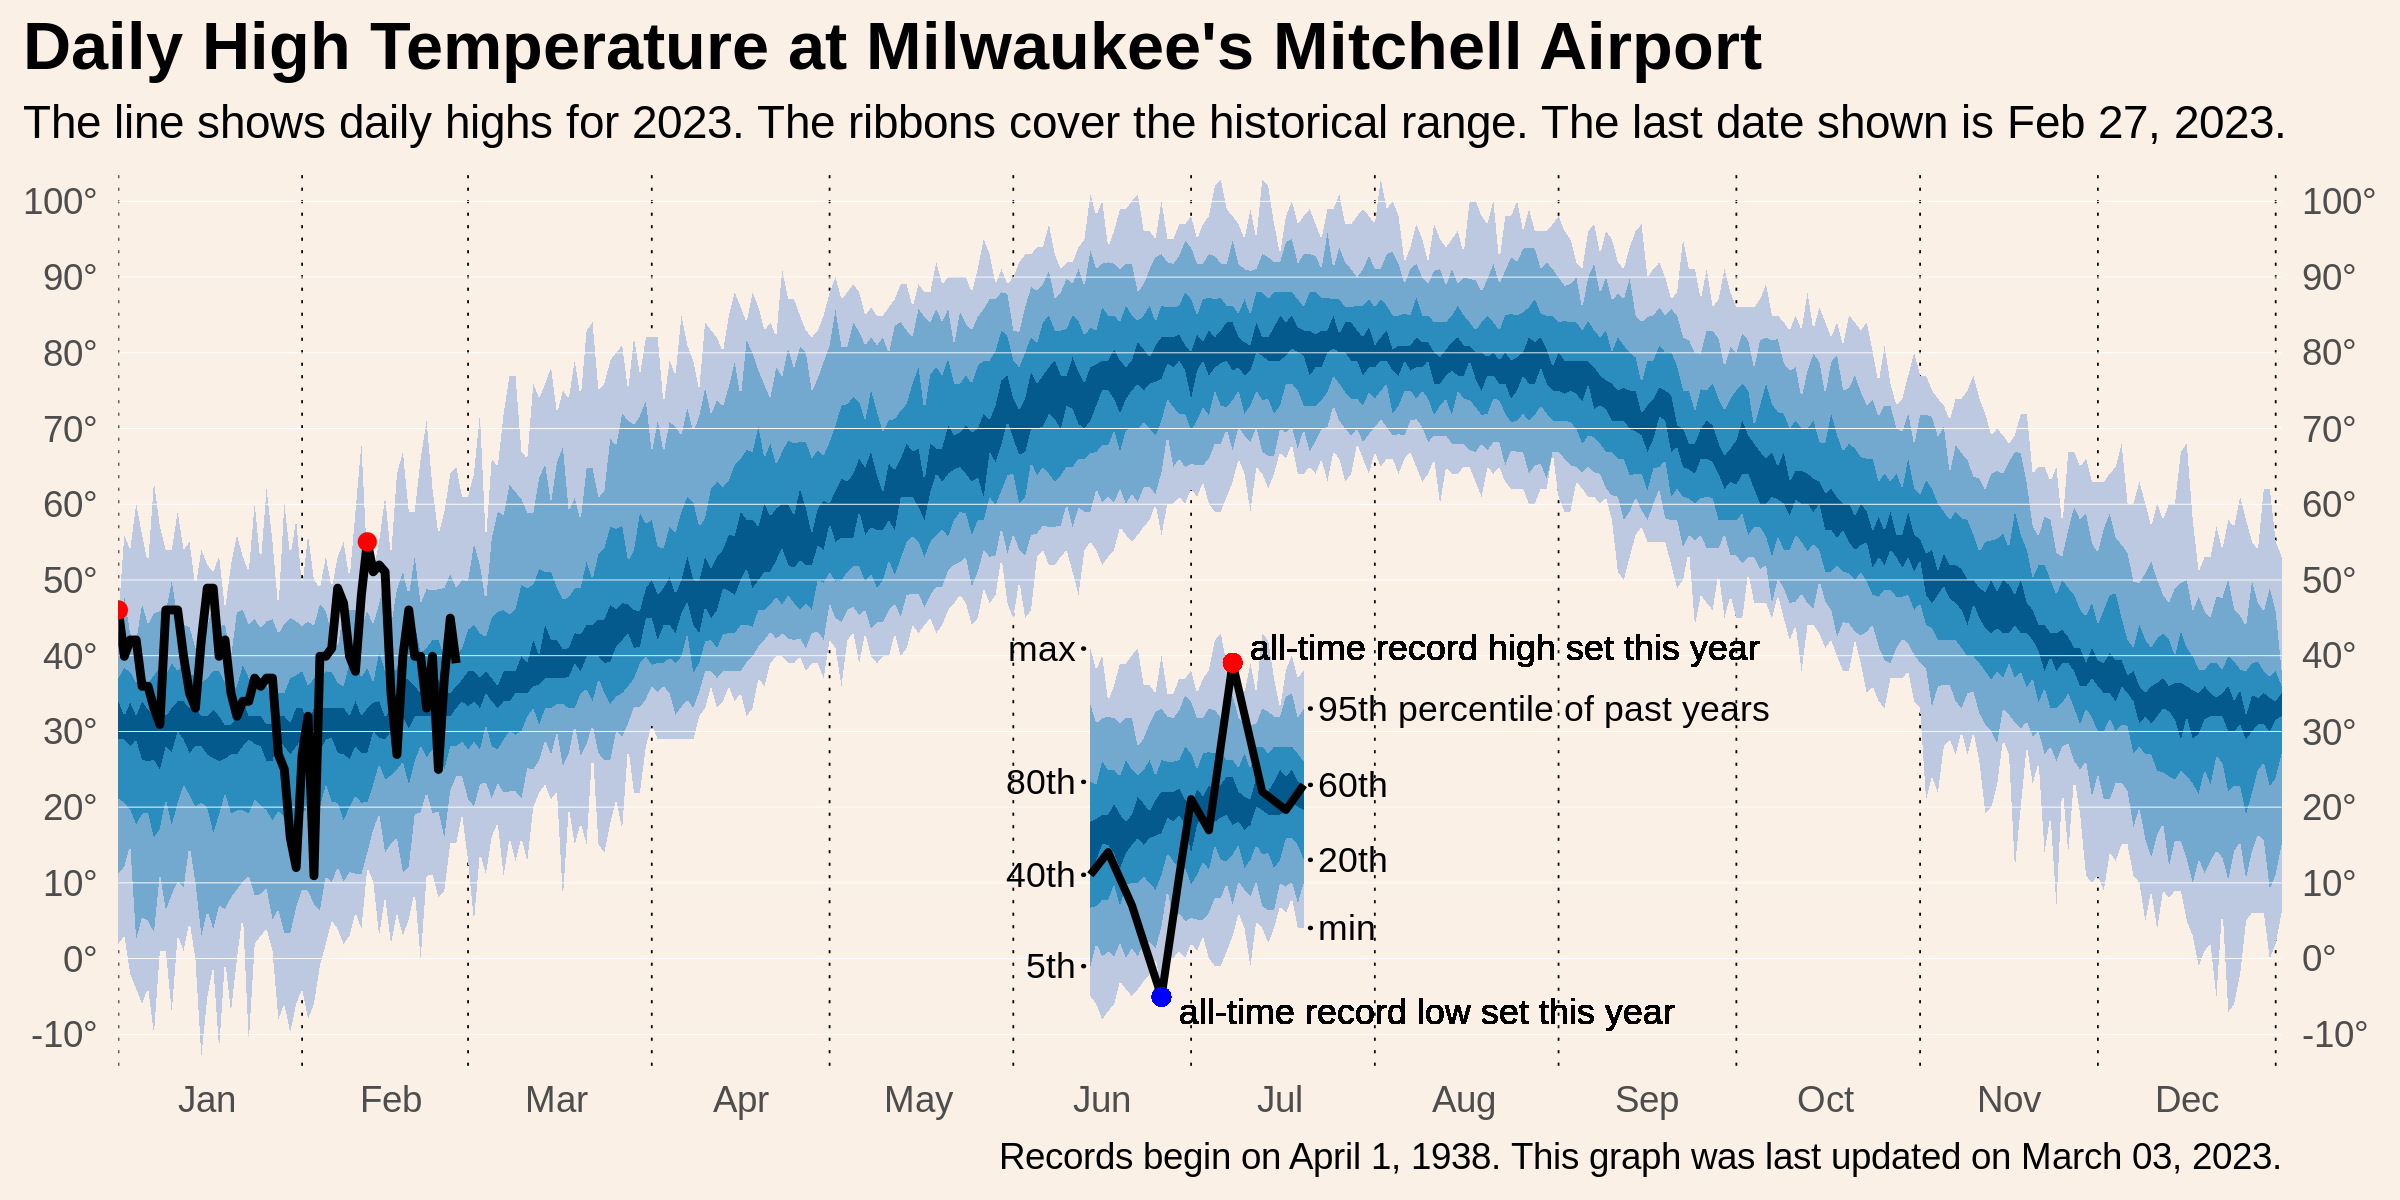 Daily High Temperature at Milwaukee's Mitchell Airport
The line shows daily highs for 2023. The ribbons cover the historical range. The last date shown is Feb 27, 2023.
100° 100°
90° 90°
80° 80°
70° 70°
60° 60°
50° 50°
40° 40°
30° 30°
20° 20°
10° 10°
0° 0°
-10° -10°
max all-time record high set this year
95th percentile of past years
80th 60th
40th 20th
min
5th
all-time record low set this year
Jan Feb Mar Apr May Jun Jul Aug Sep Oct Nov Dec
Records begin on April 1, 1938. This graph was last updated on March 03, 2023.